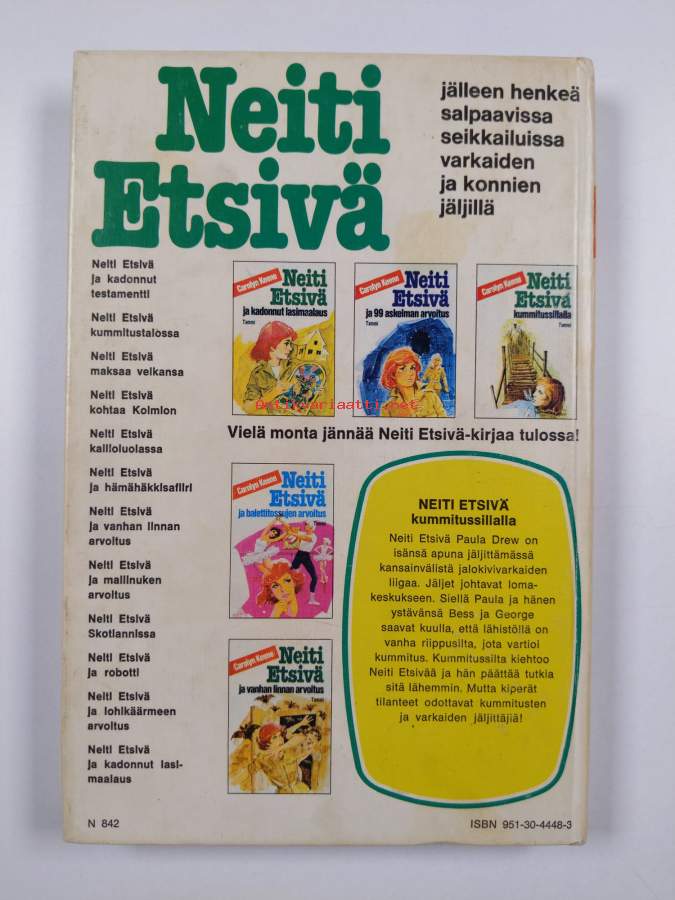 Neiti
Etsivä
jälleen henkeä
salpaavissa
seikkailuissa
varkaiden
ja konnien
jäljillä
Neiti Etsivä
ja kadonnut
testamentti
Neiti Etsivä
kummitustalossa
Neiti Etsivä
maksaa velkansa
Neiti Etsivä
kohtaa Kolmion
Neiti Etsivä
kallioluolassa
Neiti Etsivä
ja hämähäkkisafiiri
Neiti Etsivä
ja vanhan linnan
arvoitus
Neiti Etsivä
ja mallinuken
arvoitus
Neiti Etsivä
Skotlannissa
Neiti Etsivä
ja robotti
Neiti Etsivä
ja lohikäärmeen
arvoitus
Neiti Etsivä
ja kadonnut lasi-
maalaus
Carolyn Keene
Neiti
Etsivä
ja kadonnut lasimaalaus
Tammi
Carolyn Keene
Neiti
Etsivä
ja 99 askelman arvoitus
Tammi
Carolyn Keene
Neiti
Etsivä
kummitussillalla
Tammi
antikvariaatti.net
Vielä monta jännää Neiti Etsivä-kirjaa tulossa!
Carolyn Keene
Neiti
Etsivä
ja balettitossujen arvoitus
Tammi
Carolyn Keene
Neiti
Etsivä
ja vanhan linnan arvoitus
Tammi
NEITI ETSIVÄ
kummitussillalla
Neiti Etsivä Paula Drew on
isänsä apuna jäljittämässä
kansainvälistä jalokivivarkaiden
liigaa. Jäljet johtavat loma-
keskukseen. Siellä Paula ja hänen
ystävänsä Bess ja George
saavat kuulla, että lähistöllä on
vanha riippusilta, jota vartioi
kummitus. Kummitussilta kiehtoo
Neiti Etsivää ja hän päättää tutkia
sitä lähemmin. Mutta kiperät
tilanteet odottavat kummitusten
ja varkaiden jäljittäjiä!
N 842
ISBN 951-30-4448-3